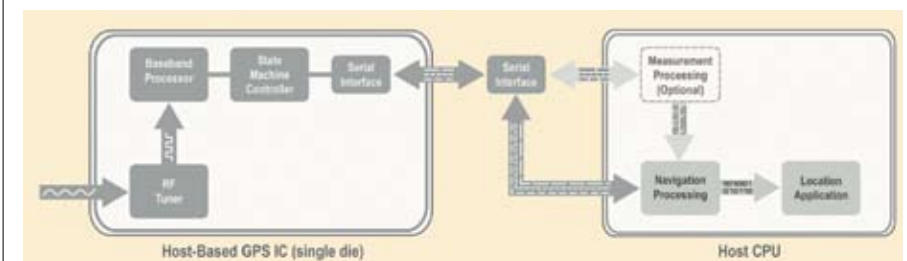 Baseband
Processor
State
Machine
Controller
Serial
Interface
Serial
Interface
Measurement
Processing
(Optional)
RF
Tuner
Navigation
Processing
Location
Application
Host-Based GPS IC (single die)
Host CPU